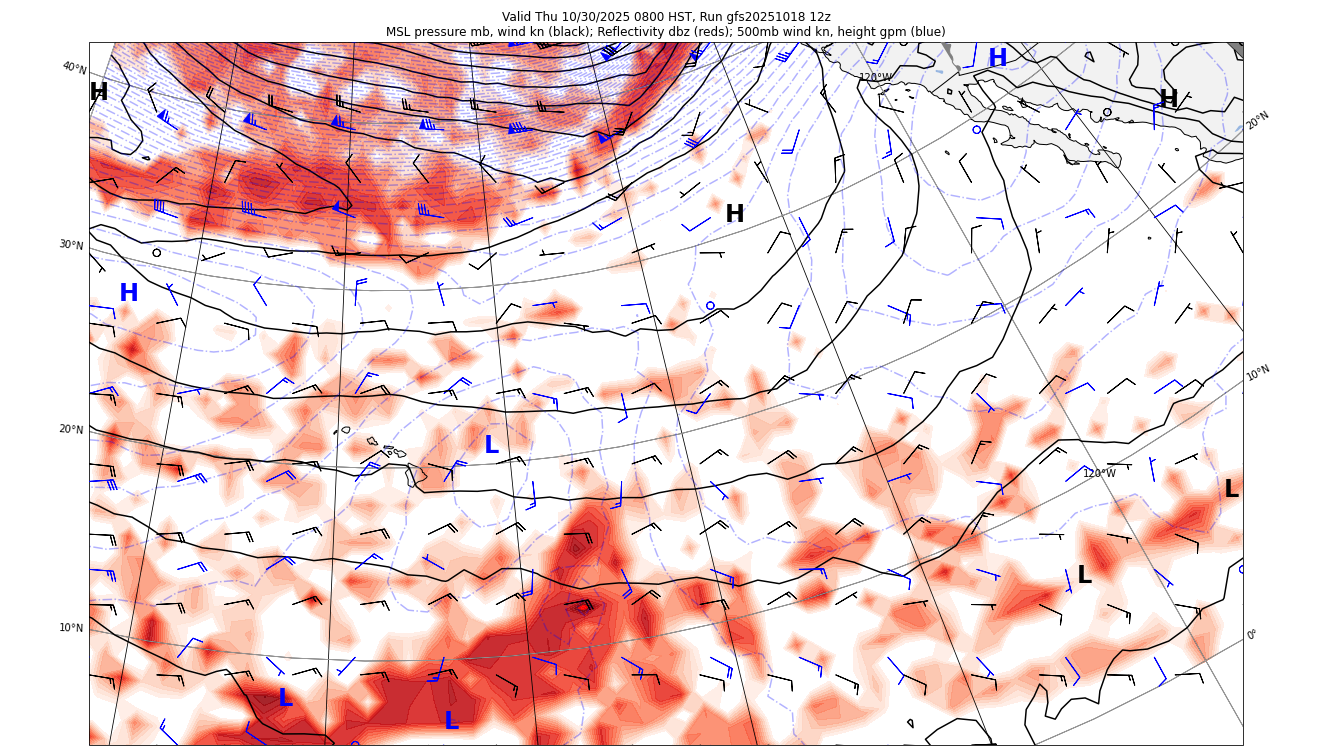 Valid Thu 10/30/2025 0800 HST, Run gfs20251018 12z
MSL pressure mb, wind kn (black); Reflectivity dbz (reds); 500mb wind kn, height gpm (blue)
40°N
H
H
120°W
H
20°N
H
30°N
H
10°N
20°N
L
120°W
L
L
10°N
0°
L
L